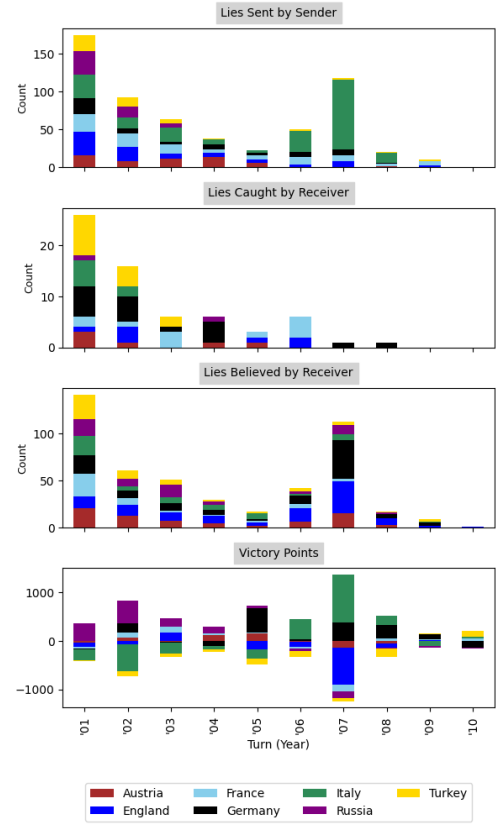 Lies Sent by Sender
150
100
50
0
Count
Lies Caught by Receiver
20
10
0
Count
Lies Believed by Receiver
100
50
0
Count
Victory Points
1000
0
−1000
'01 '02 '03 '04 '05 '06 '07 '08 '09 '10
Turn (Year)
Austria France Italy Turkey
England Germany Russia